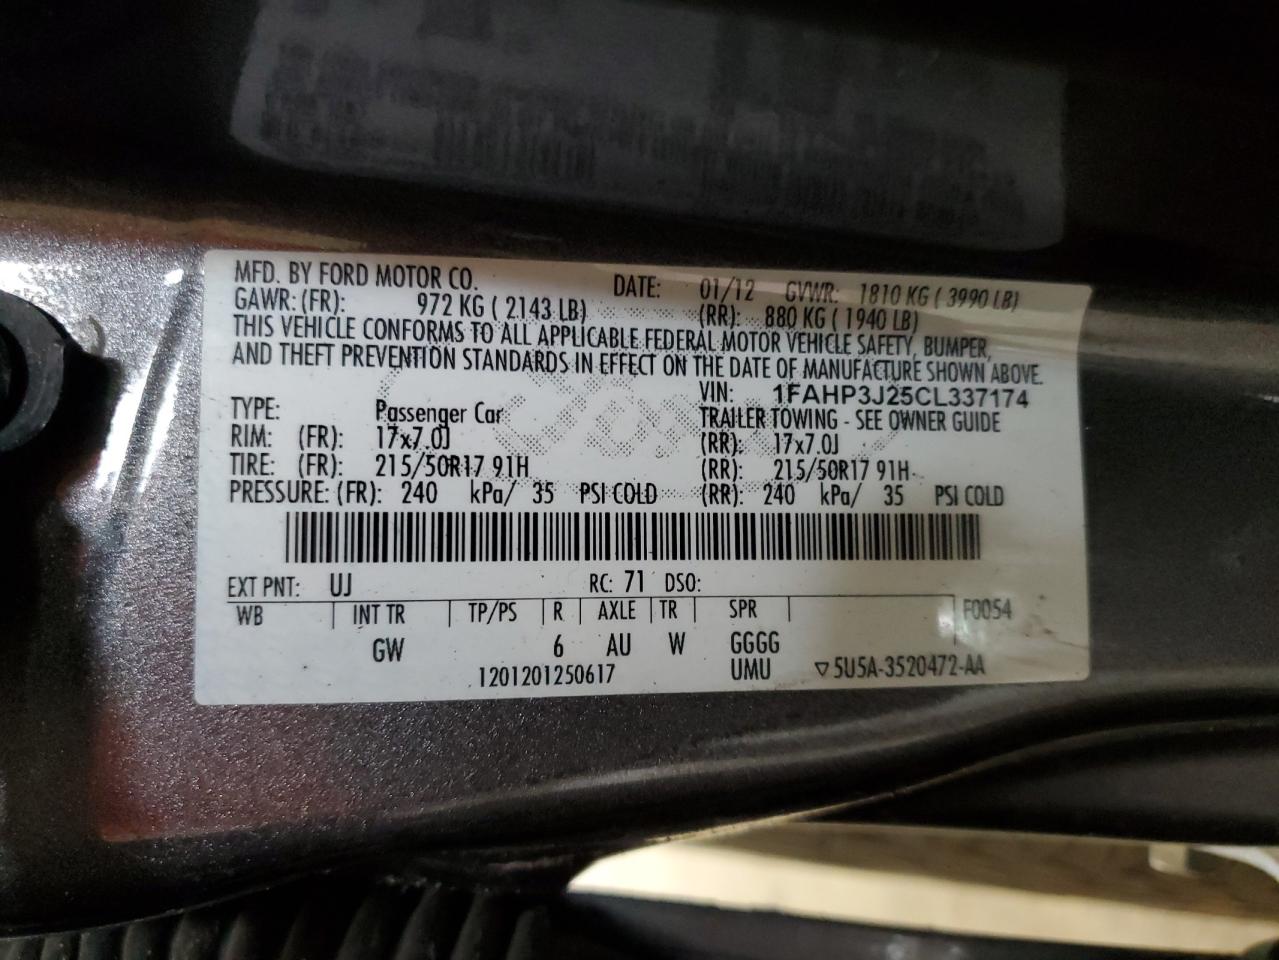 MFD. BY FORD MOTOR CO. DATE: 01/12 GVWR: 1810 KG ( 3990 LB)
GAWR: (FR): 972 KG ( 2143 LB) (RR): 880 KG ( 1940 LB)
THIS VEHICLE CONFORMS TO ALL APPLICABLE FEDERAL MOTOR VEHICLE SAFETY, BUMPER,
AND THEFT PREVENTION STANDARDS IN EFFECT ON THE DATE OF MANUFACTURE SHOWN ABOVE.
VIN: 1FAHP3J25CL337174
TYPE: Passenger Car TRAILER TOWING - SEE OWNER GUIDE
RIM: (FR): 17x7.0J (RR): 17x7.0J
TIRE: (FR): 215/50R17 91H (RR): 215/50R17 91H
PRESSURE: (FR): 240 kPa/ 35 PSI COLD (RR): 240 kPa/ 35 PSI COLD
EXT PNT: UJ RC: 71 DSO:
WB INT TR TP/PS R AXLE TR SPR F0054
GW 6 AU W GGGG
1201201250617 UMU ▽5U5A-3520472-AA